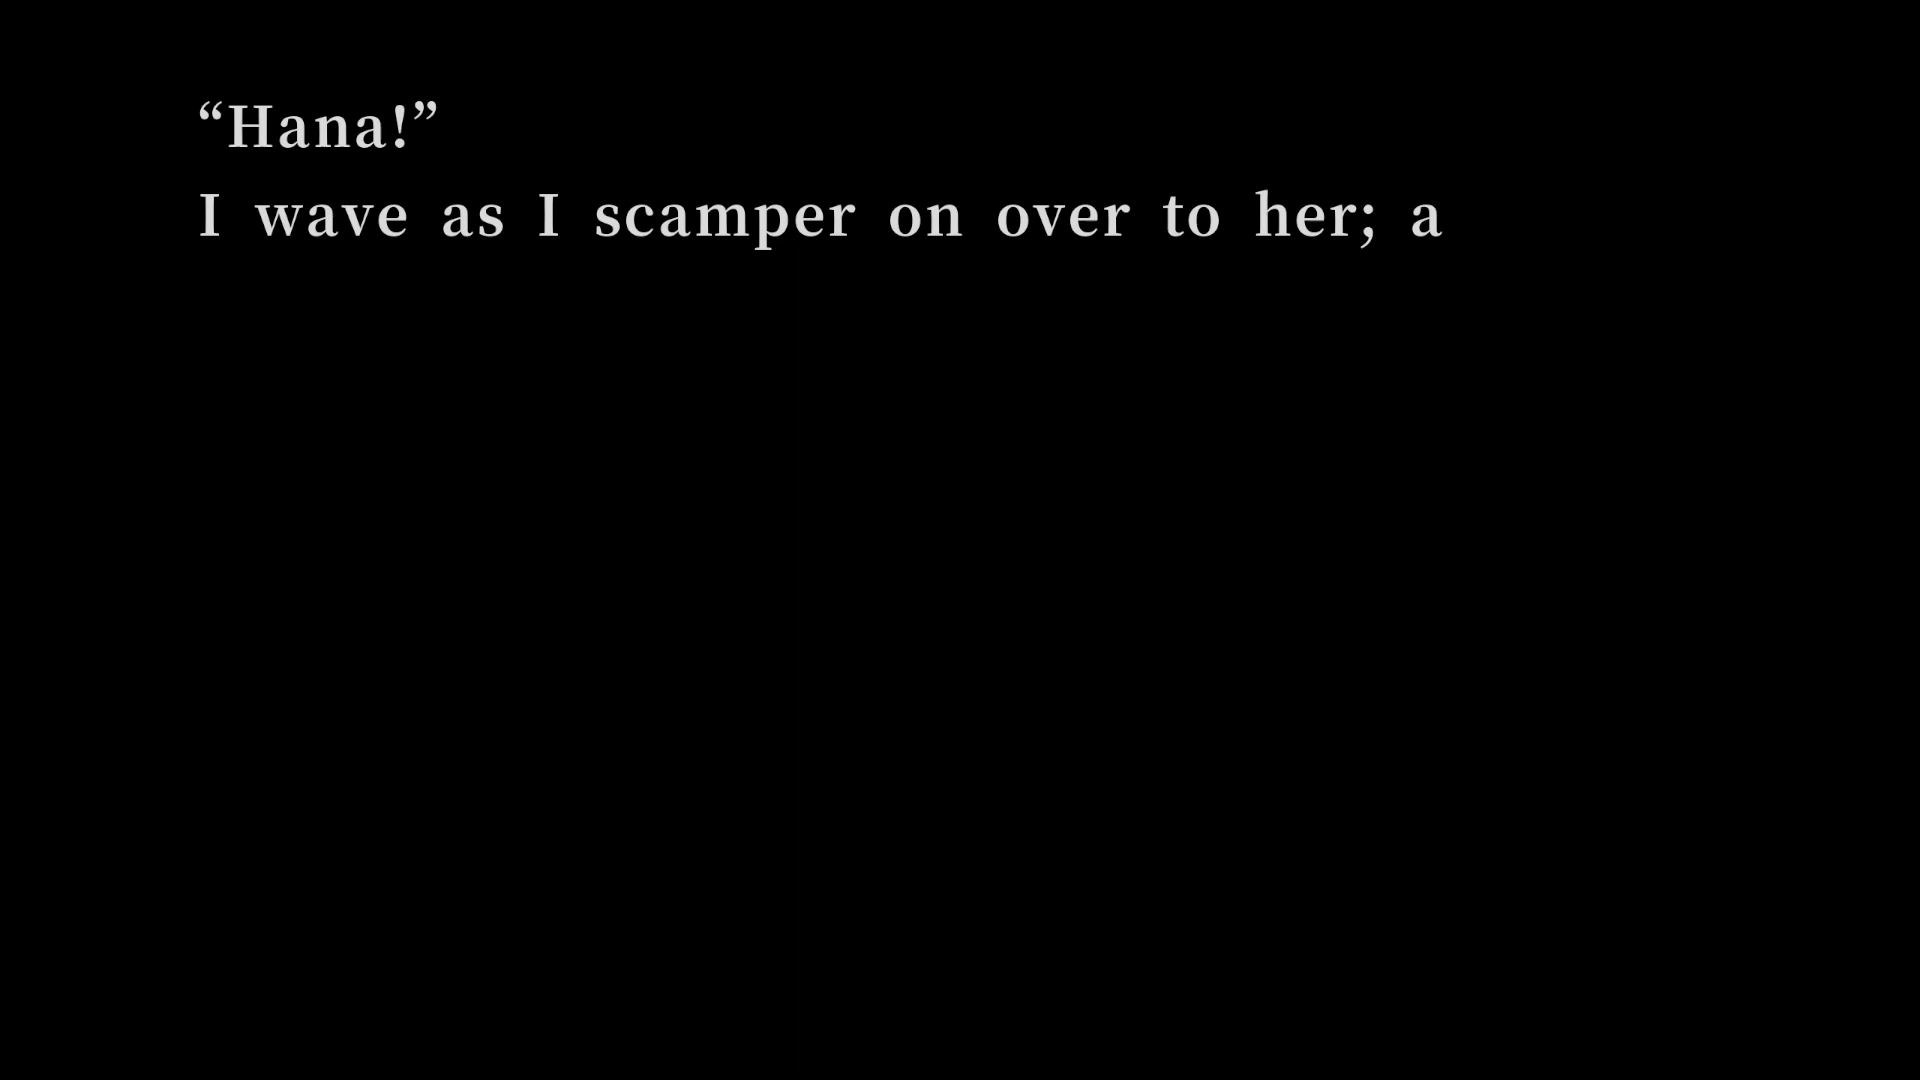 “Hana!”
I wave as I scamper on over to her; a